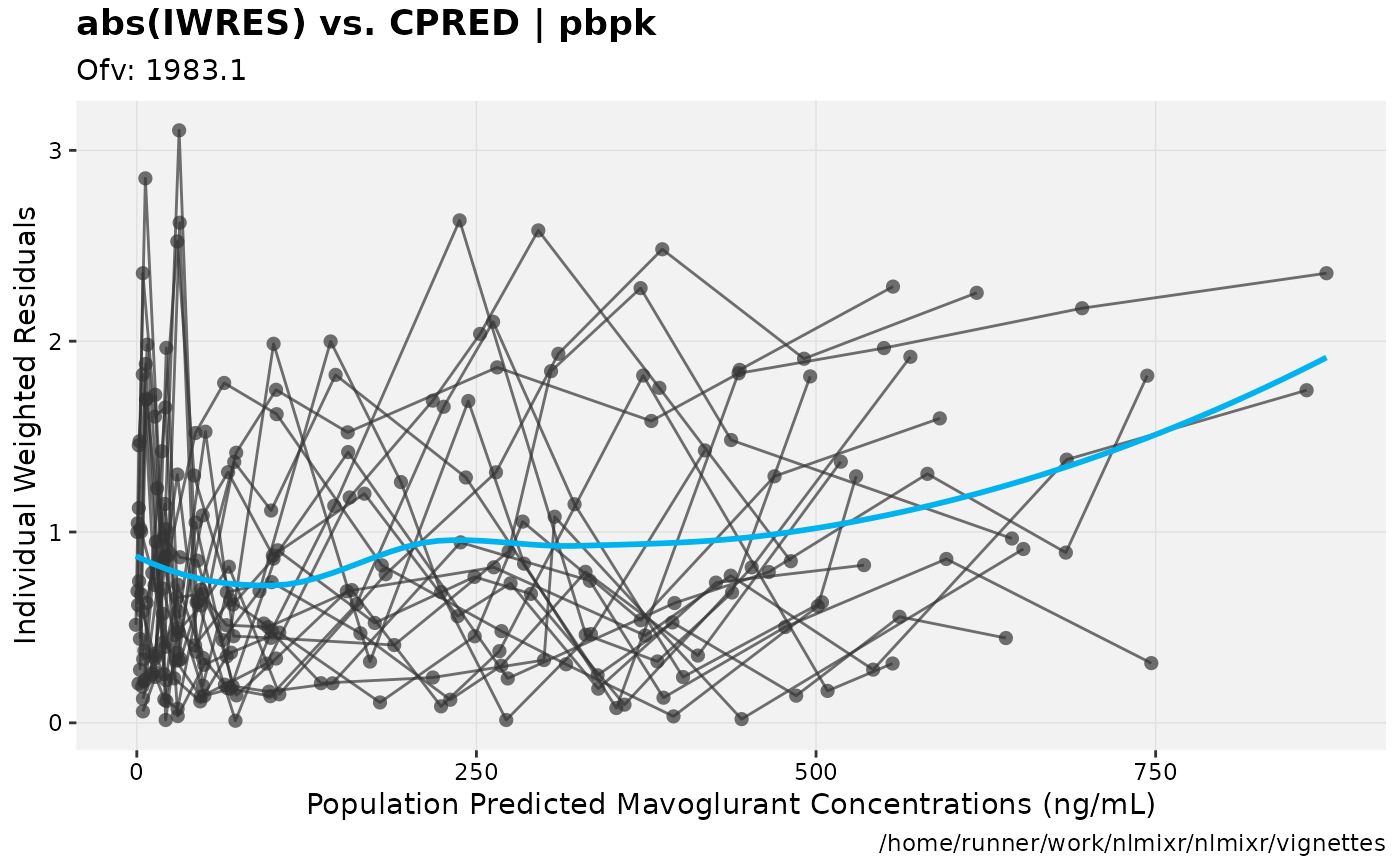 abs(IWRES) vs. CPRED | pbpk
Ofv: 1983.1
Individual Weighted Residuals
3
2
1
0
0 250 500 750
Population Predicted Mavoglurant Concentrations (ng/mL)
/home/runner/work/nlmixr/nlmixr/vignettes